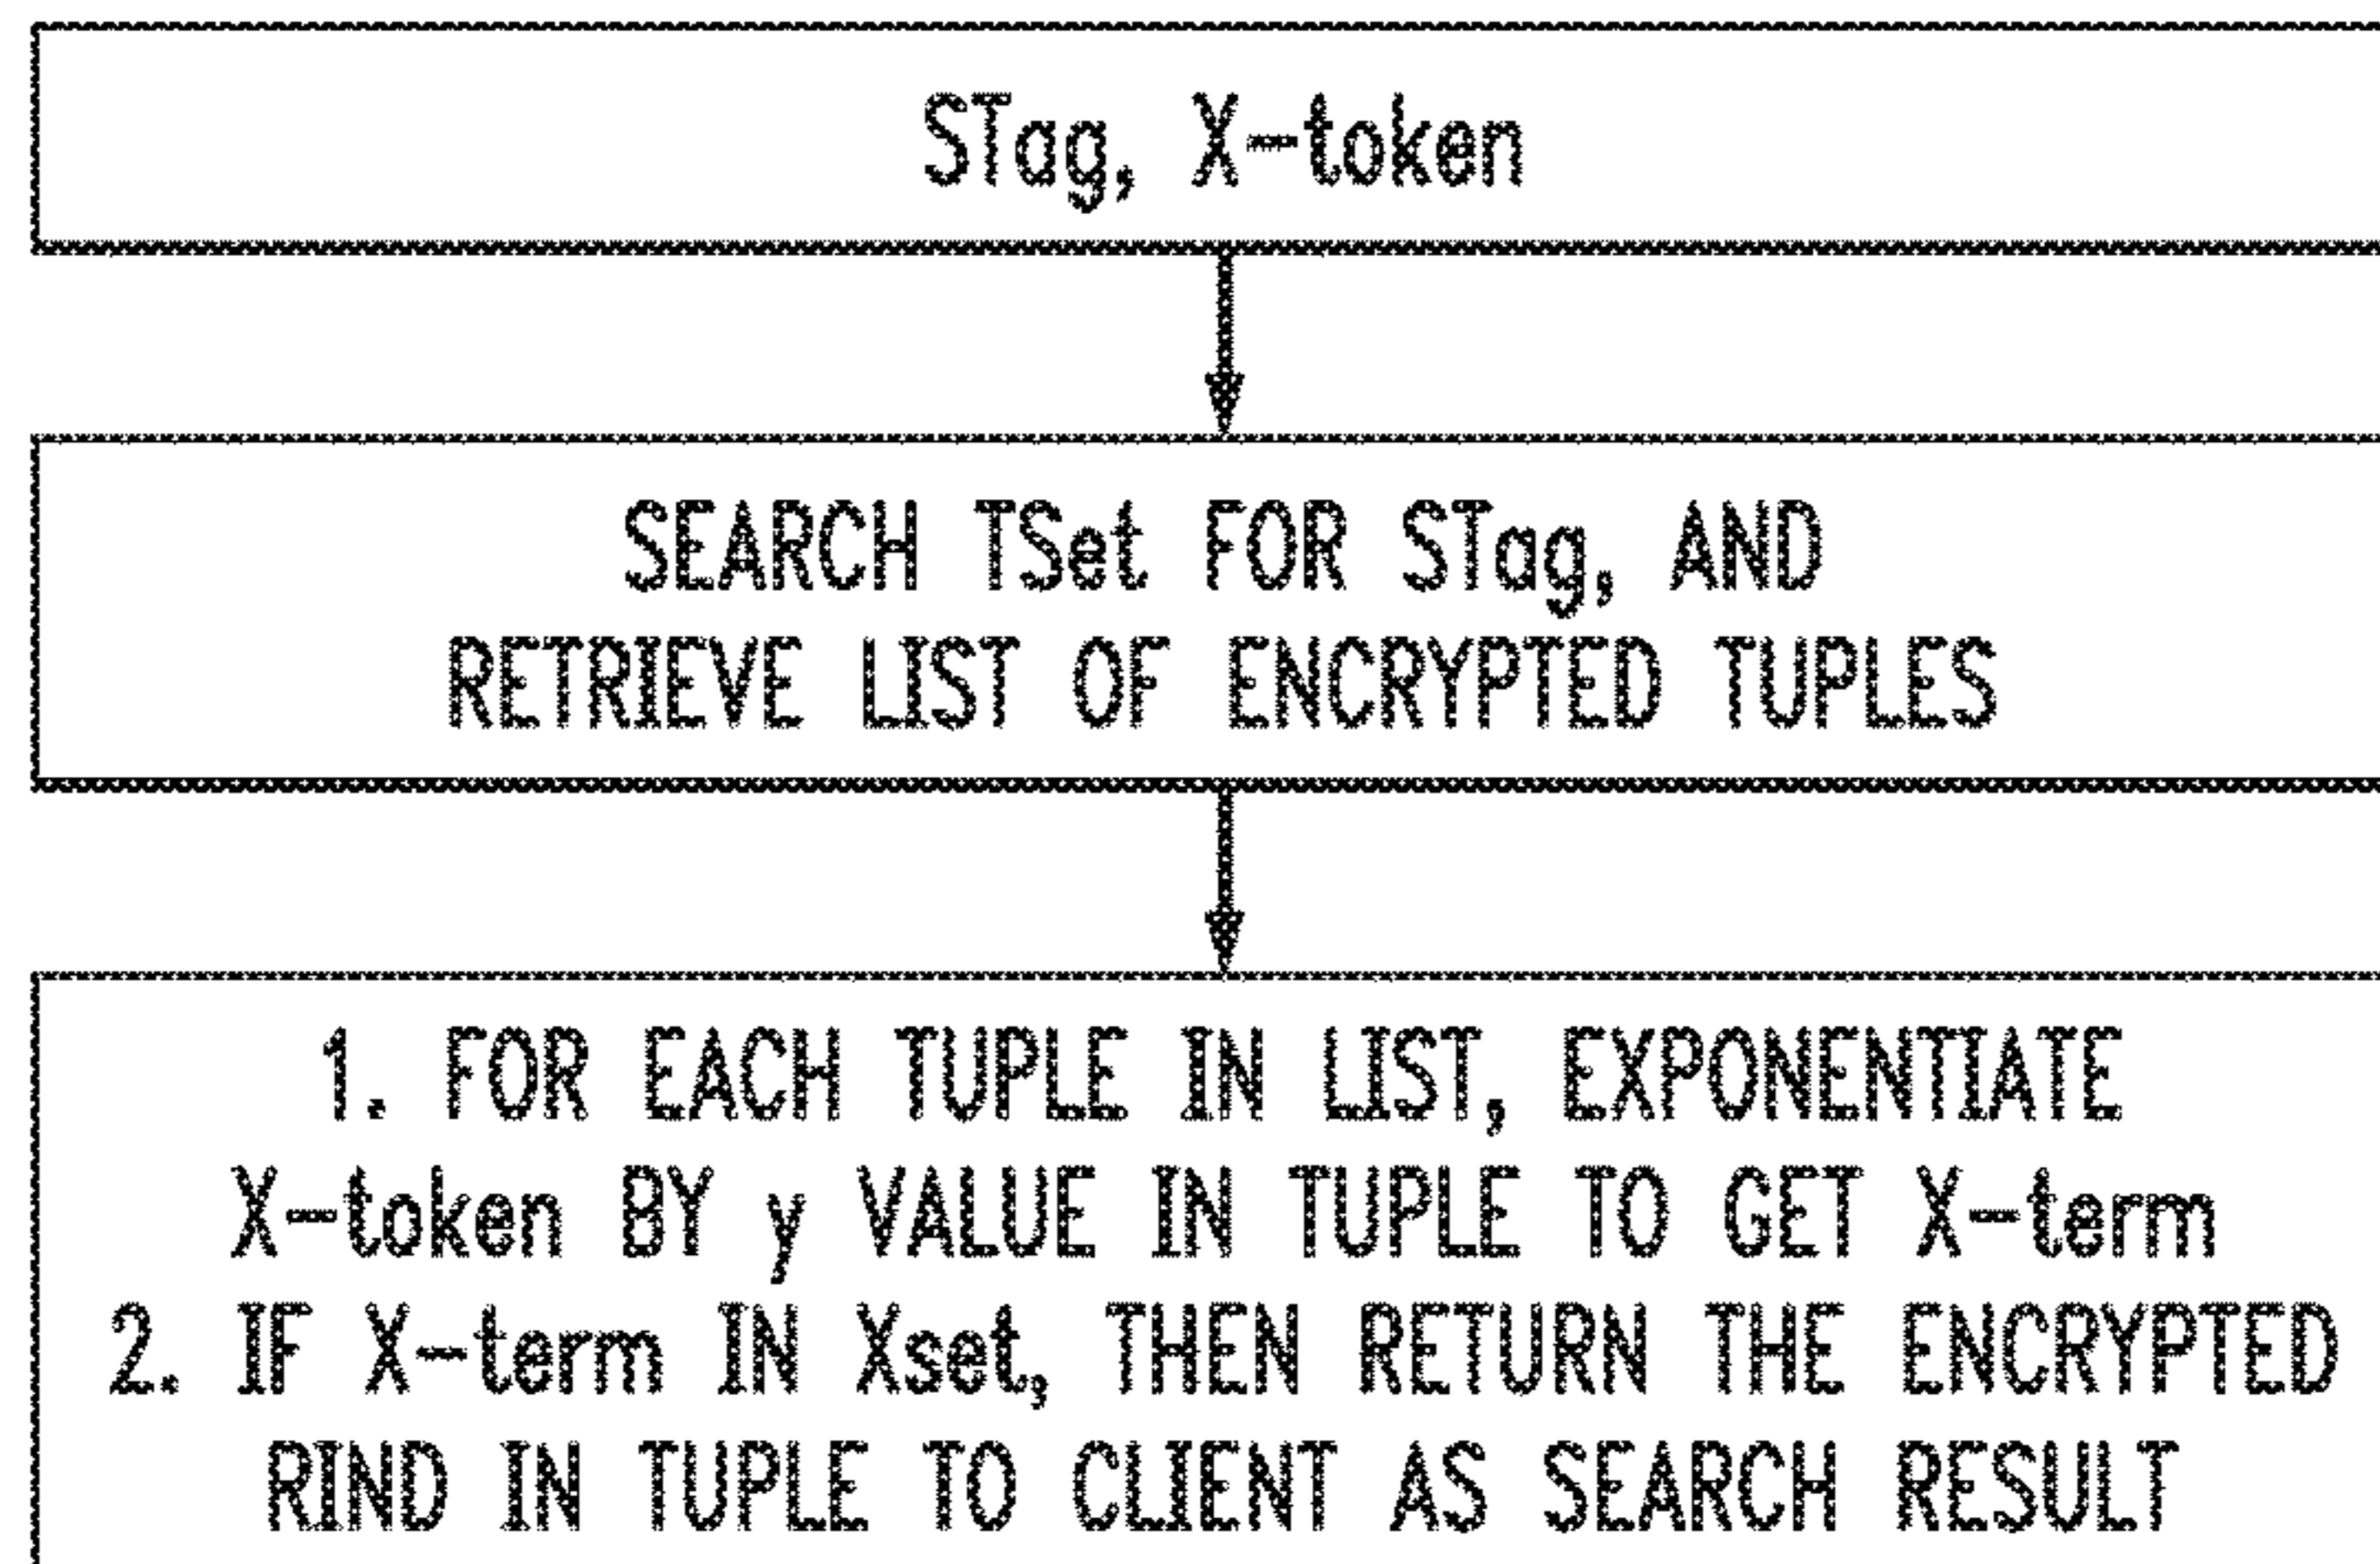 STag, X-token
SEARCH TSet FOR STag, AND
RETRIEVE LIST OF ENCRYPTED TUPLES
1. FOR EACH TUPLE IN LIST, EXPONENTIATE
X-token BY y VALUE IN TUPLE TO GET X-term
2. IF X-term IN Xset, THEN RETURN THE ENCRYPTED
RIND IN TUPLE TO CLIENT AS SEARCH RESULT